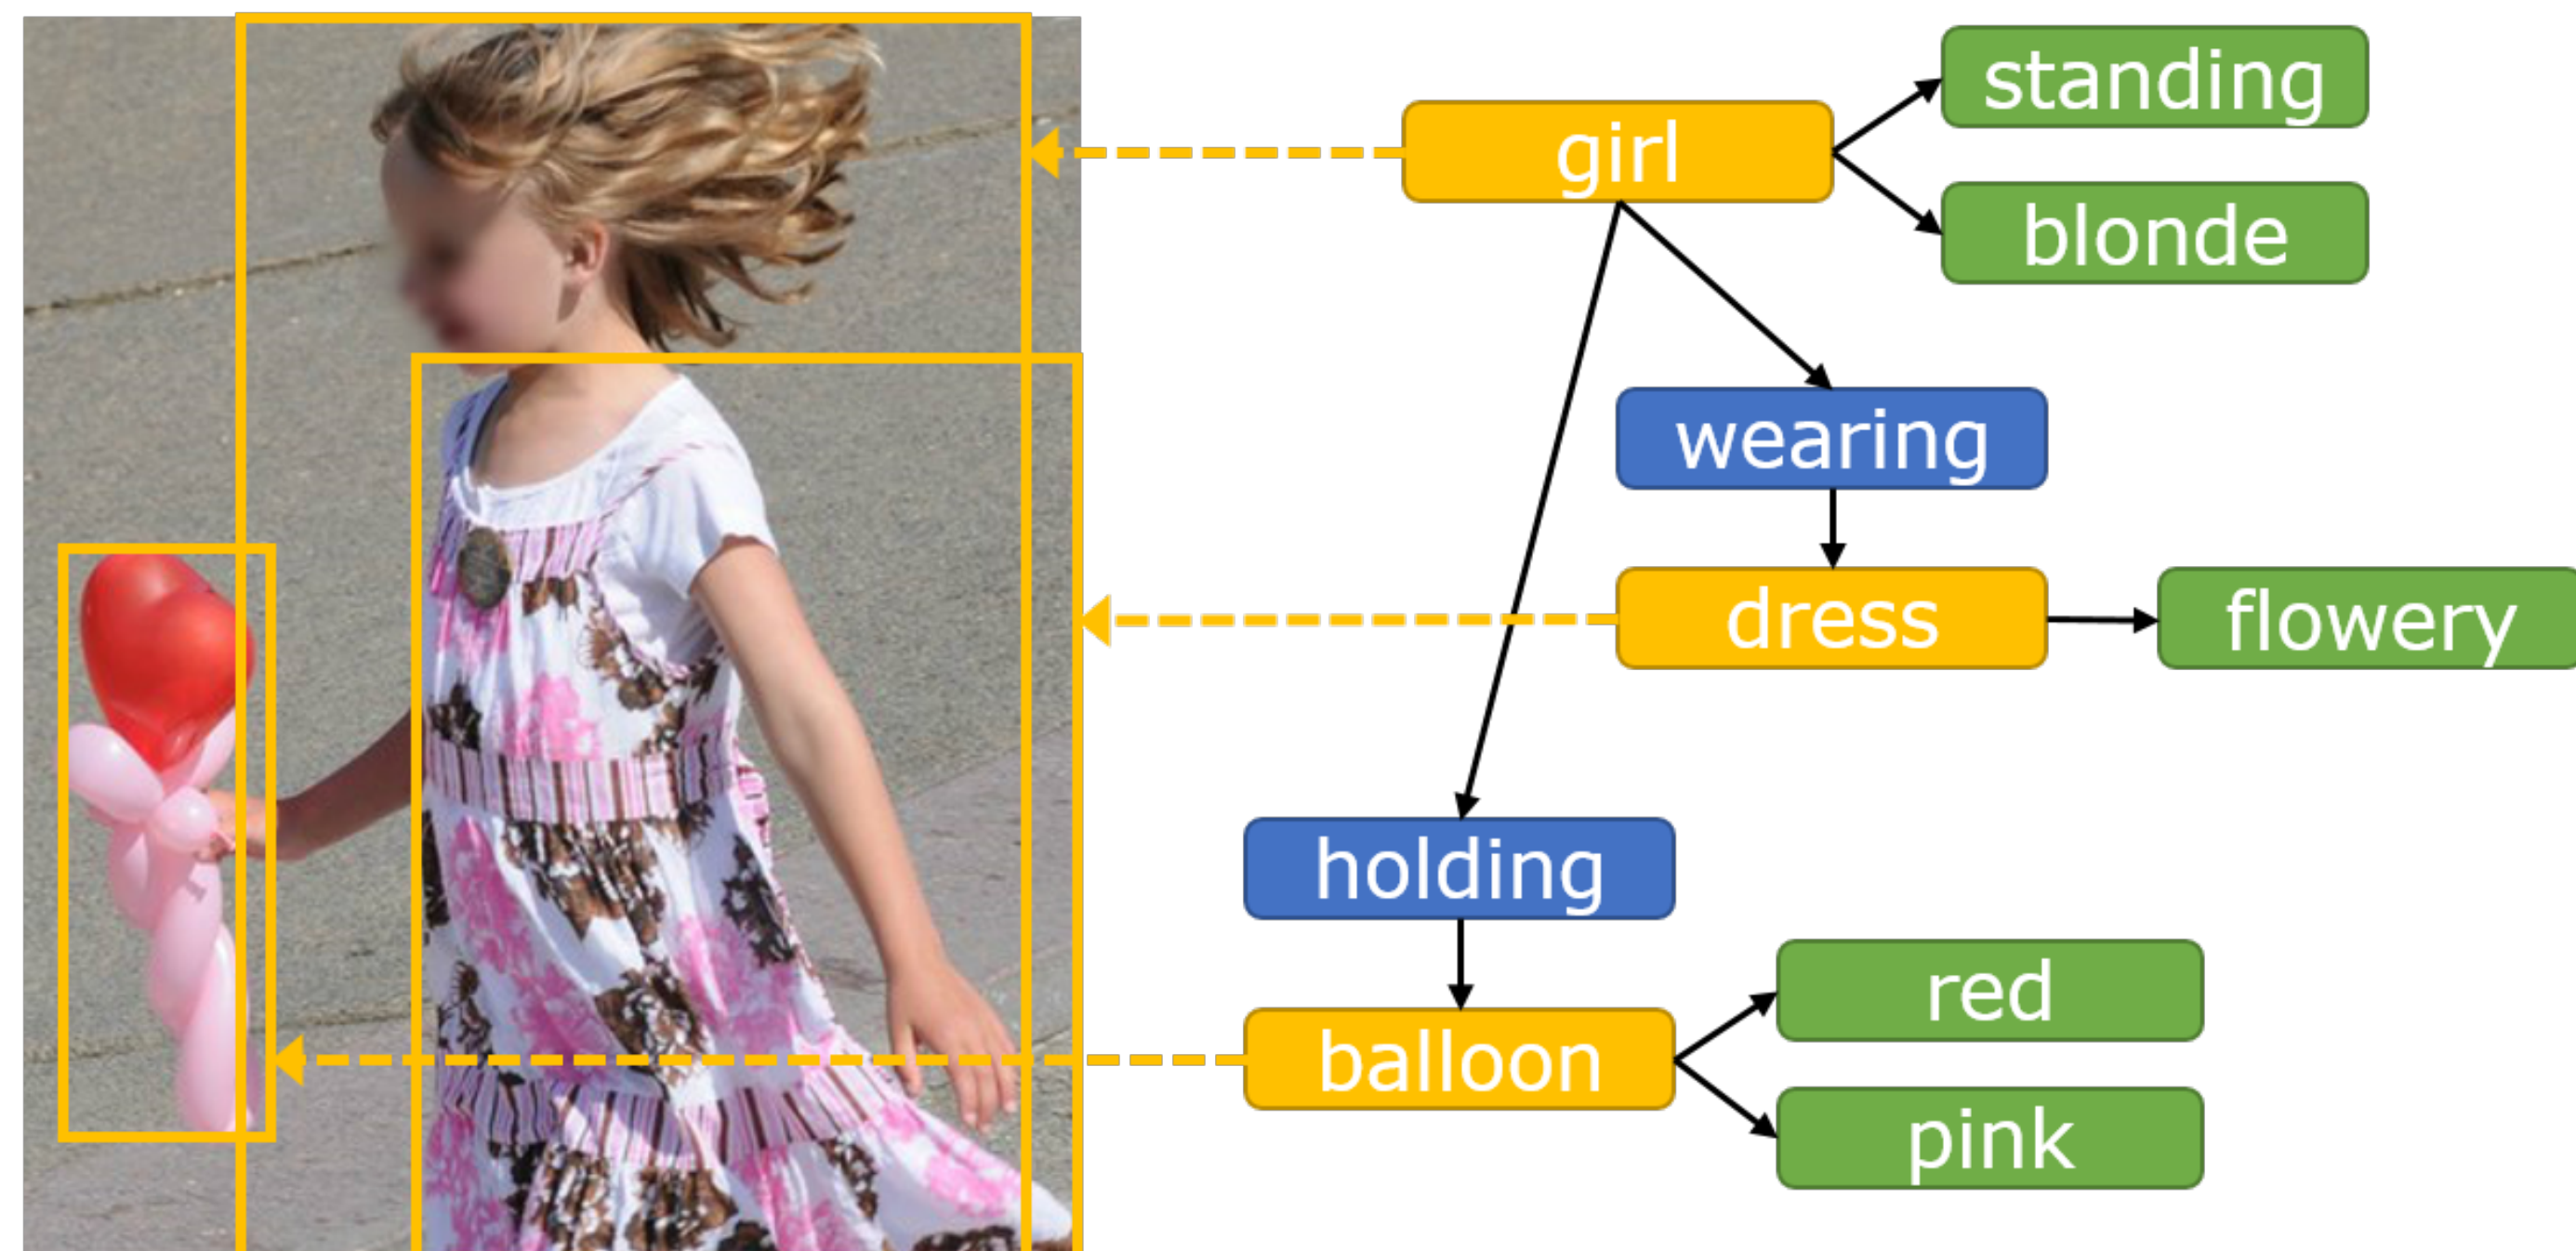 standing
girl
blonde
wearing
dress
flowery
holding
red
balloon
pink